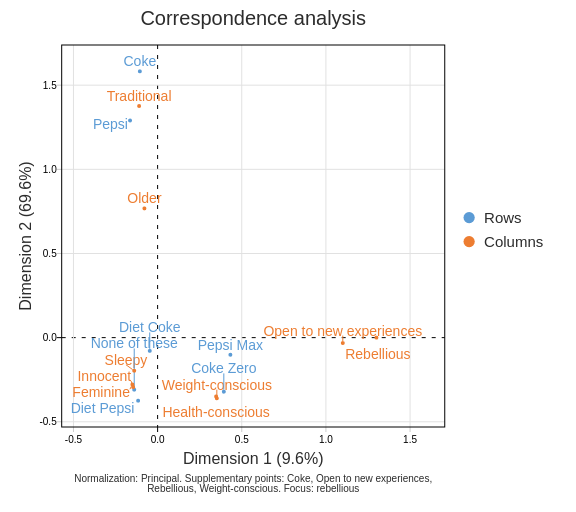 Correspondence analysis
Coke
Traditional
Pepsi
Older
Diet Coke
None of these
Sleepy
Innocent
Feminine
Diet Pepsi
Open to new experiences
Pepsi Max
Rebellious
Coke Zero
Weight-conscious
Health-conscious
1.5
1.0
0.5
0.0
-0.5
-0.5
0.0
0.5
1.0
1.5
Dimension 2 (69.6%)
Dimension 1 (9.6%)
Rows
Columns
Normalization: Principal. Supplementary points: Coke, Open to new experiences,
Rebellious, Weight-conscious. Focus: rebellious